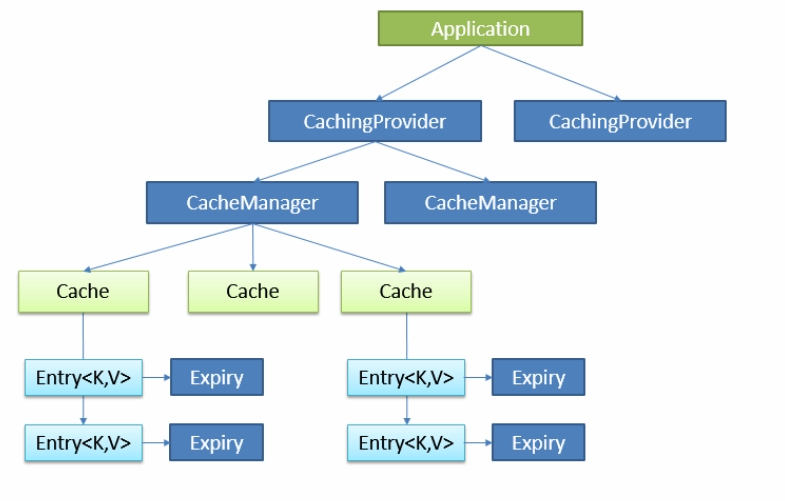 Application
CachingProvider
CachingProvider
CacheManager
CacheManager
Cache
Cache
Cache
Entry<K,V>
Expiry
Entry<K,V>
Expiry
Entry<K,V>
Expiry
Entry<K,V>
Expiry